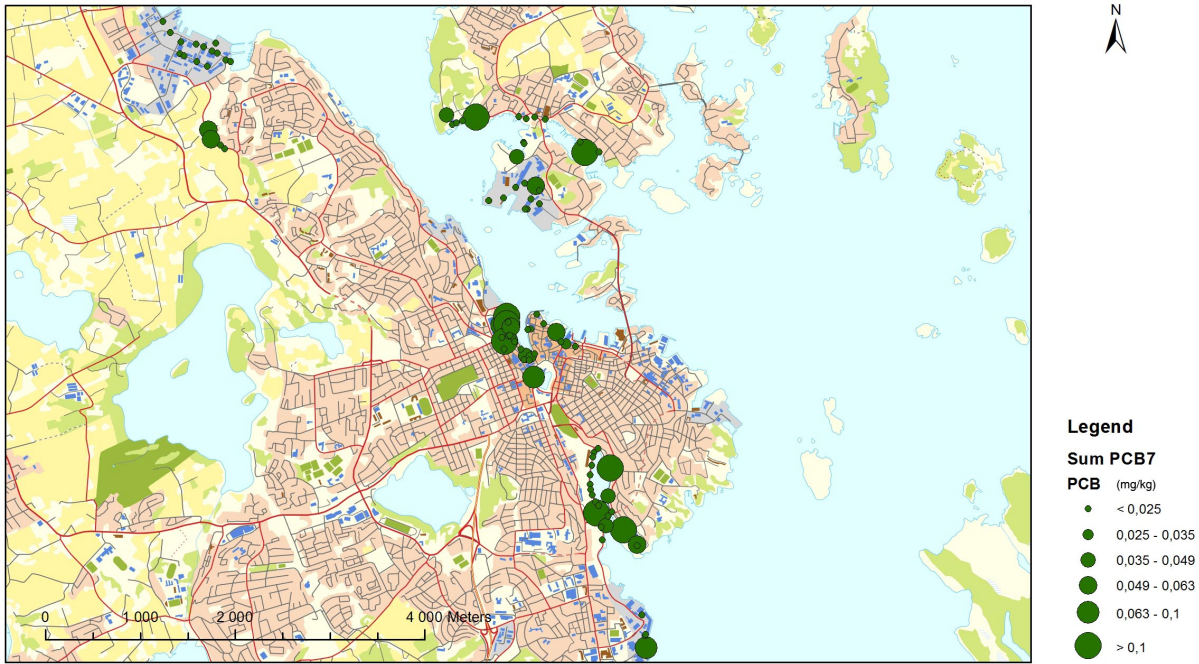 N
Legend
Sum PCB7
PCB (mg/kg)
< 0,025
0,025 - 0,035
0,035 - 0,049
0,049 - 0,063
0,063 - 0,1
> 0,1
0 1 000 2 000 4 000 Meters